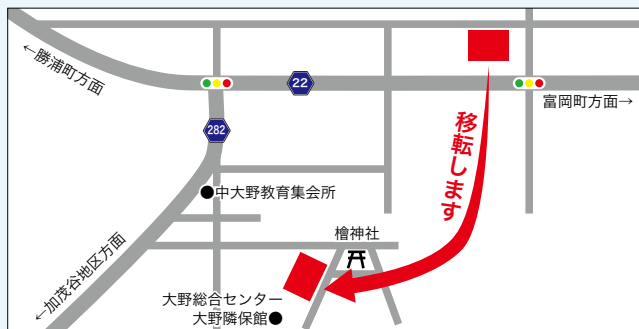 ←勝浦町方面
22
富岡町方面→
282
移転します
中大野教育集会所
檜神社
←加茂谷地区方面
大野総合センター
大野隣保館